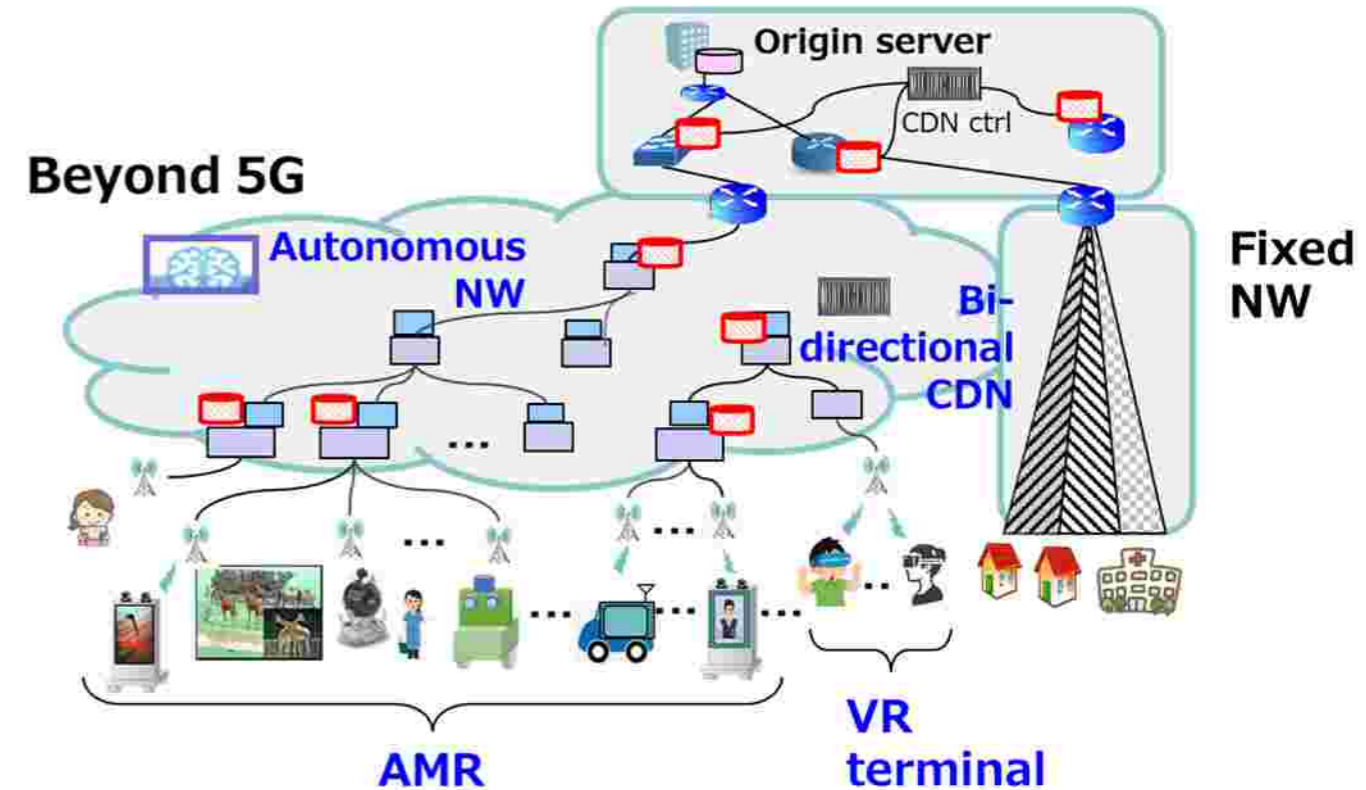 Origin server
CDN ctrl
Beyond 5G
Autonomous
NW
Bi-
directional
CDN
Fixed
NW
...
...
...
...
...
...
..
AMR
VR
terminal